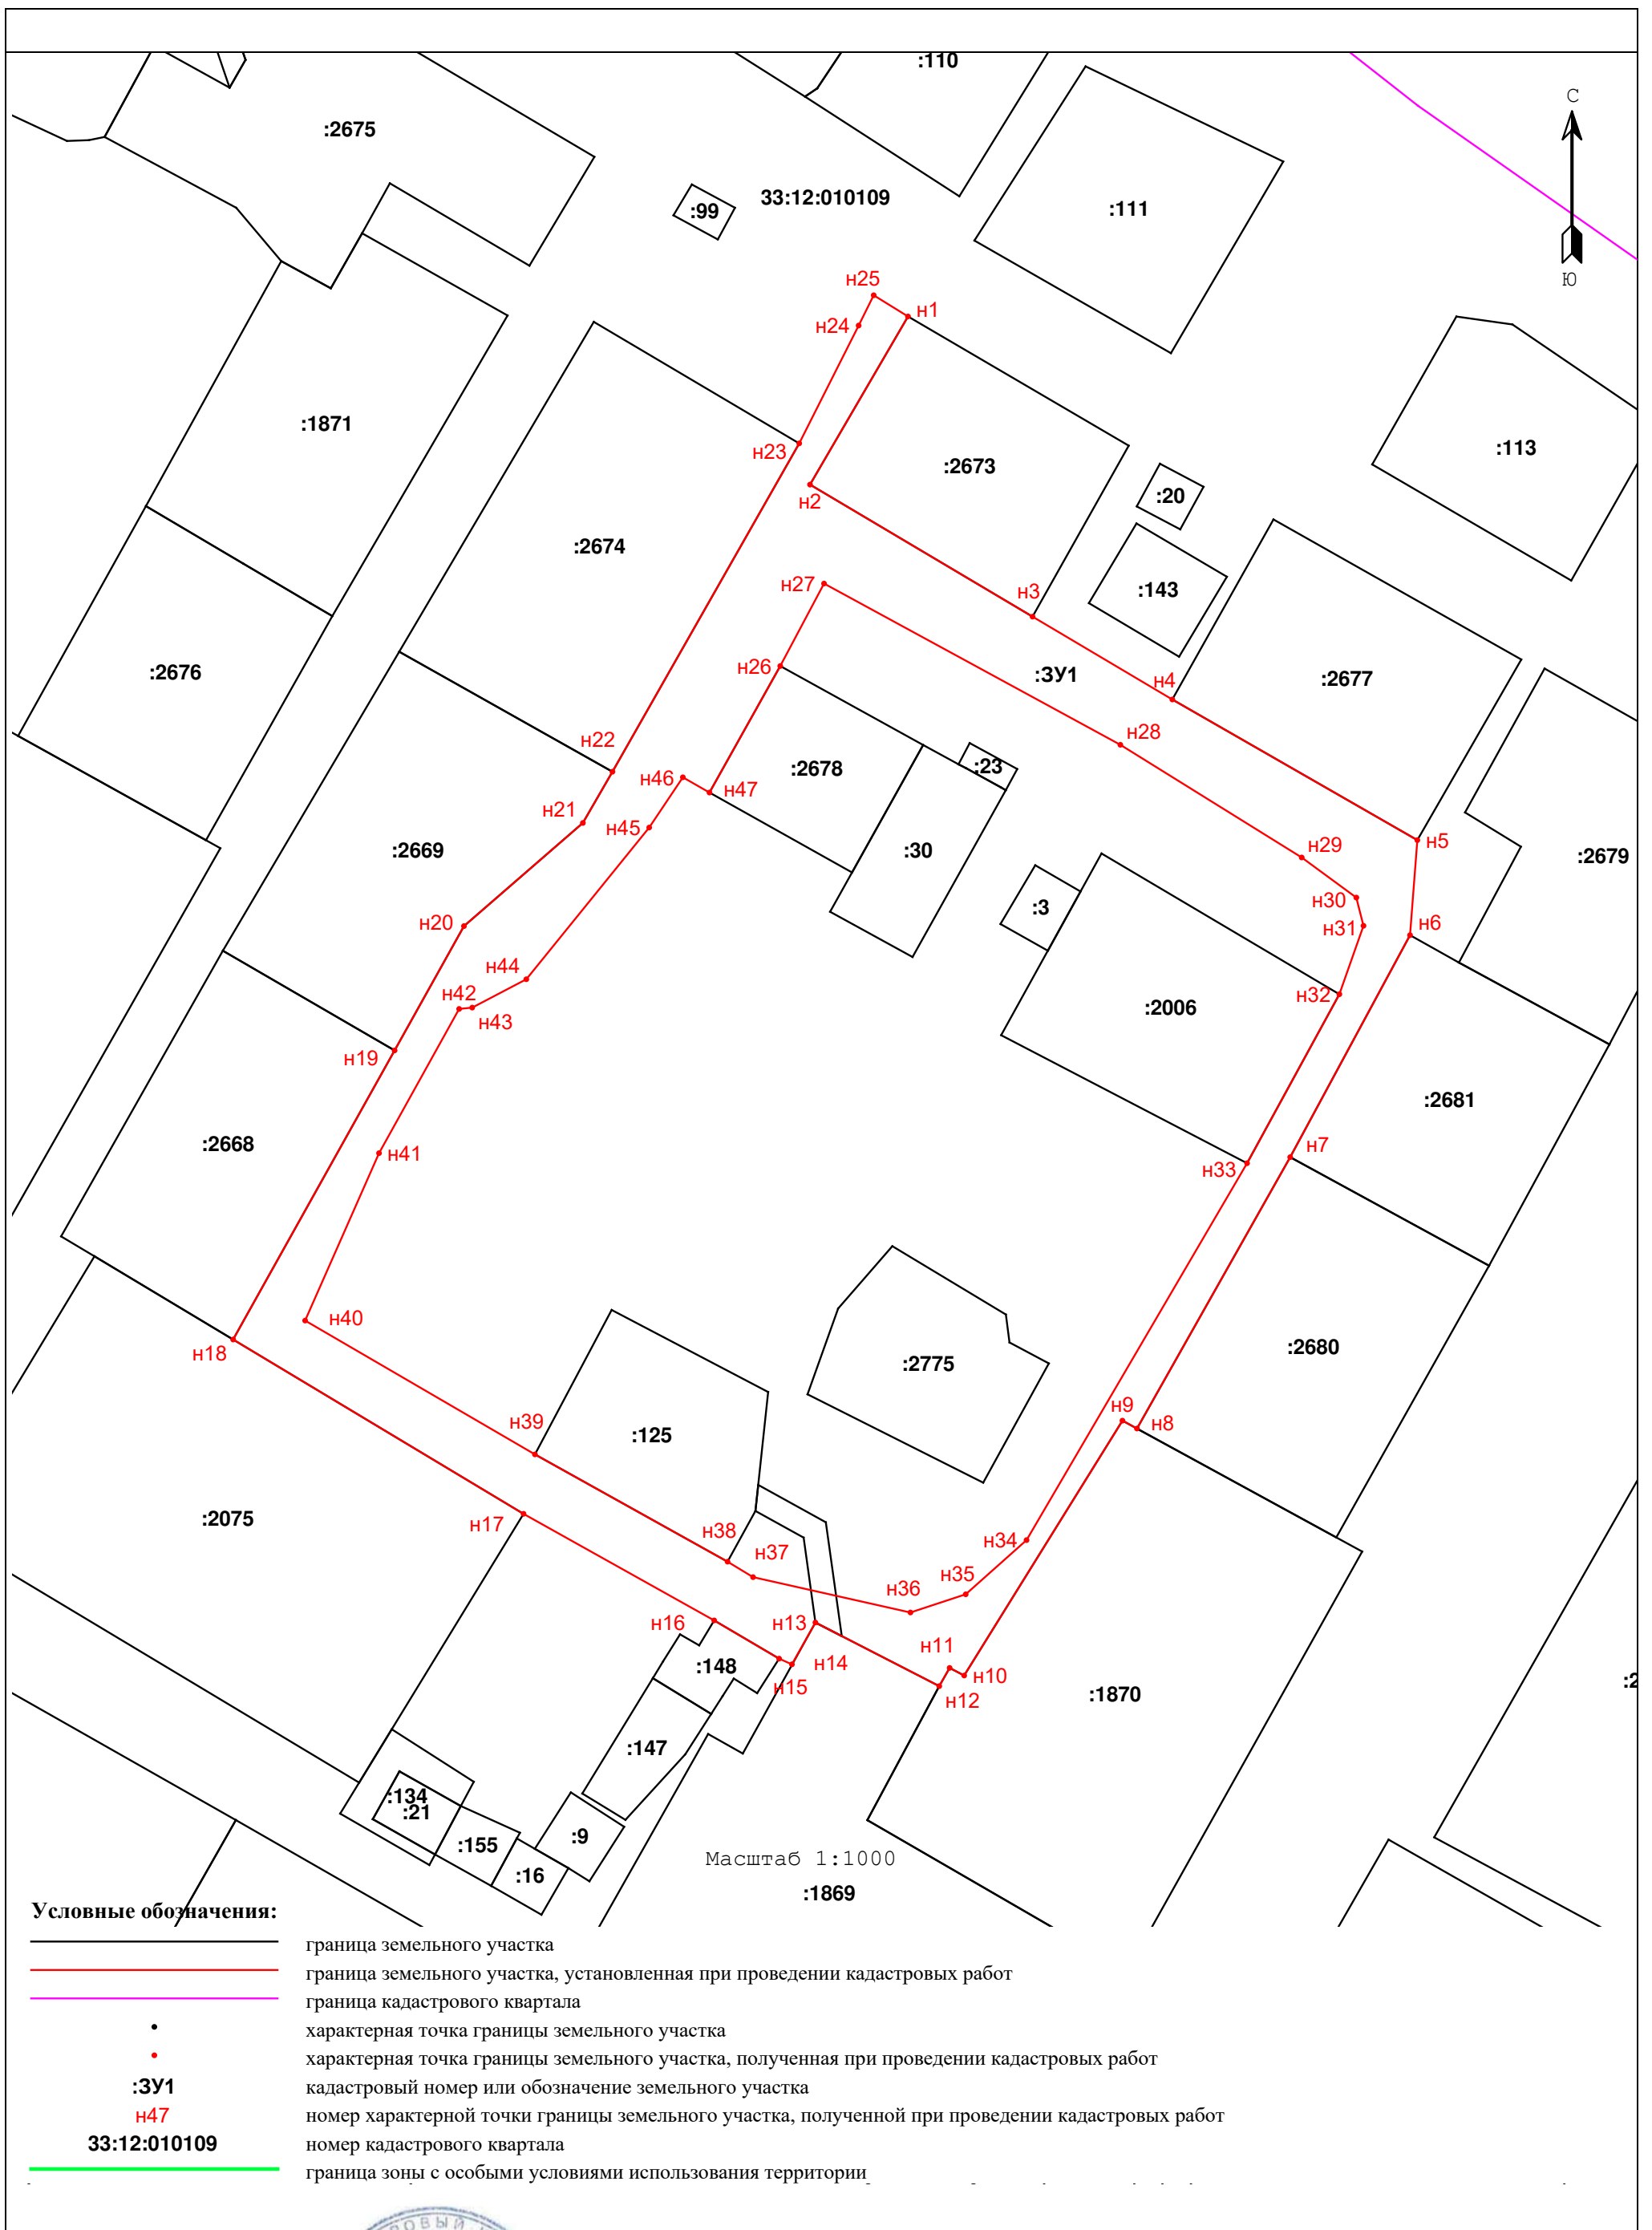 :110
С
:2675
33:12:010109
:99
:111
Ю
н25
н1
н24
:1871
н23
:2673
:113
н2
:20
:2674
н27
н3
:143
:2676
н26
:ЗУ1
н4
:2677
н28
н22
:2678
:23
н46
н47
н21
н45
:2669
:30
н29
н5
:2679
н30
:3
н20
н31
н6
н44
н42
н43
н32
:2006
н19
:2681
:2668
н41
н7
н33
н40
н18
:2775
:2680
н39
н9
н8
:125
:2075
н17
н38
н34
н37
н35
н36
н16
н13
н11
н14
:148
н15
н10
н12
:1870
:2
:147
:134
:21
:9
:155
:16
Масштаб 1:1000
:1869
Условные обозначения:
граница земельного участка
граница земельного участка, установленная при проведении кадастровых работ
граница кадастрового квартала
характерная точка границы земельного участка
характерная точка границы земельного участка, полученная при проведении кадастровых работ
:ЗУ1 кадастровый номер или обозначение земельного участка
н47 номер характерной точки границы земельного участка, полученной при проведении кадастровых работ
33:12:010109 номер кадастрового квартала
граница зоны с особыми условиями использования территории